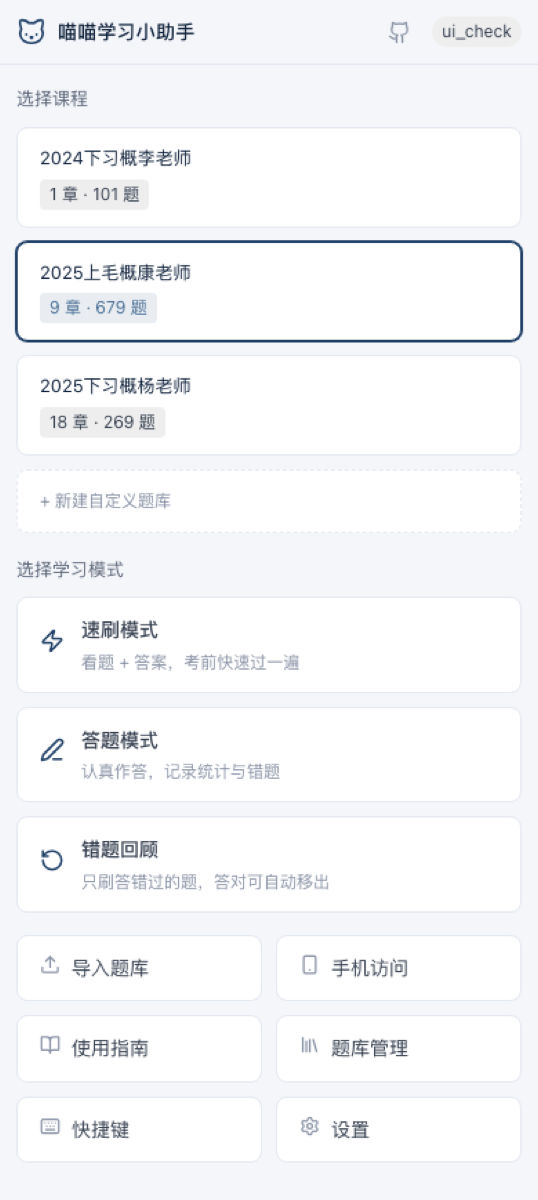 喵喵学习小助手
ui_check
选择课程
2024下习概李老师
1 章 · 101 题
2025上毛概康老师
9 章 · 679 题
2025下习概杨老师
18 章 · 269 题
+ 新建自定义题库
选择学习模式
速刷模式
看题 + 答案，考前快速过一遍
答题模式
认真作答，记录统计与错题
错题回顾
只刷答错过的题，答对可自动移出
导入题库
手机访问
使用指南
题库管理
快捷键
设置